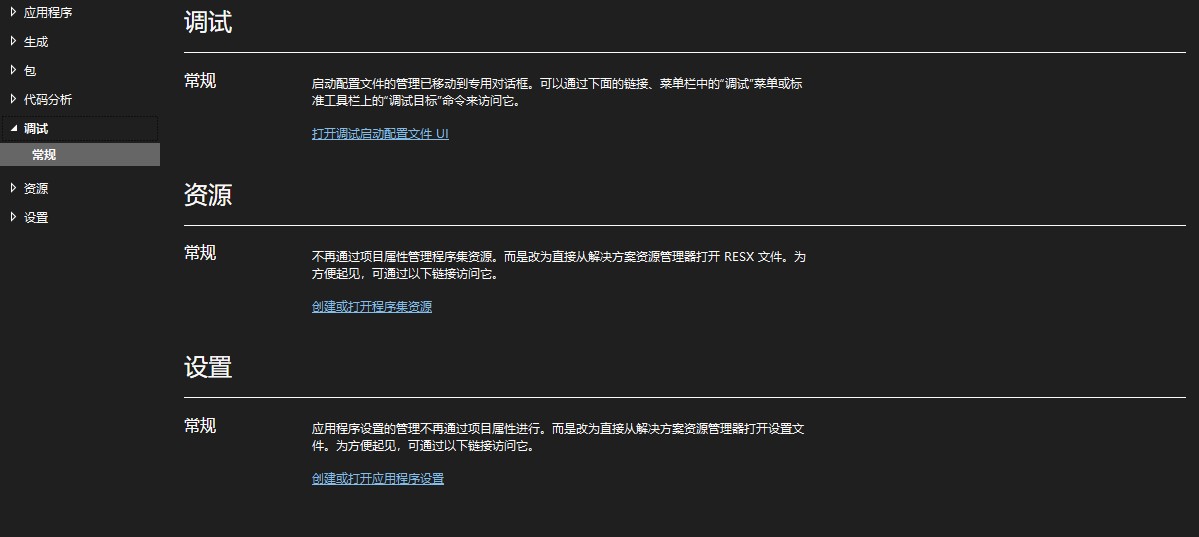 应用程序
生成
包
代码分析
调试
常规
资源
设置
调试
常规
启动配置文件的管理已移动到专用对话框。可以通过下面的链接、菜单栏中的“调试”菜单或标
准工具栏上的“调试目标”命令来访问它。
打开调试启动配置文件 UI
资源
常规
不再通过项目属性管理程序集资源。而是改为直接从解决方案资源管理器打开 RESX 文件。为
方便起见，可通过以下链接访问它。
创建或打开程序集资源
设置
常规
应用程序设置的管理不再通过项目属性进行。而是改为直接从解决方案资源管理器打开设置文
件。为方便起见，可通过以下链接访问它。
创建或打开应用程序设置